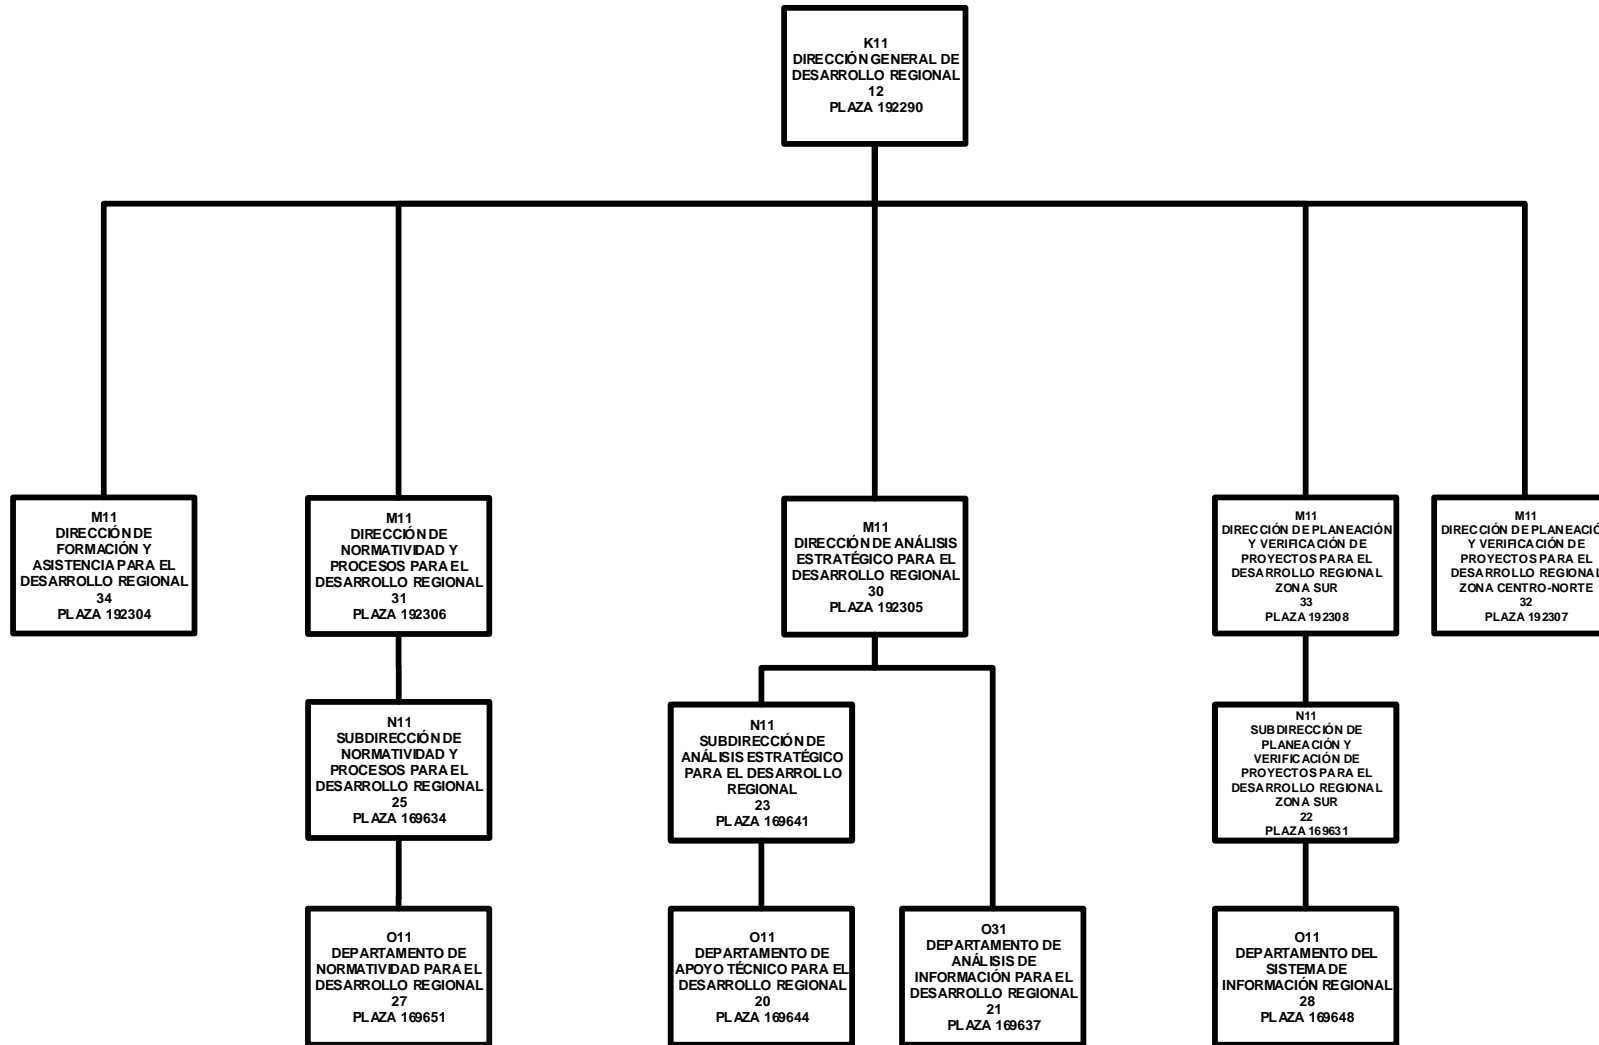 K11
DIRECCIÓN GENERAL DE
DESARROLLO REGIONAL
12
PLAZA 192290
M11
DIRECCIÓN DE
FORMACIÓN Y
ASISTENCIA PARA EL
DESARROLLO REGIONAL
34
PLAZA 192304
M11
DIRECCIÓN DE
NORMATIVIDAD Y
PROCESOS PARA EL
DESARROLLO REGIONAL
31
PLAZA 192306
M11
DIRECCIÓN DE ANÁLISIS
ESTRATÉGICO PARA EL
DESARROLLO REGIONAL
30
PLAZA 192305
M11
DIRECCIÓN DE PLANEACIÓN
Y VERIFICACIÓN DE
PROYECTOS PARA EL
DESARROLLO REGIONAL
ZONA SUR
33
PLAZA 192308
M11
DIRECCIÓN DE PLANEACIÓ
Y VERIFICACIÓN DE
PROYECTOS PARA EL
DESARROLLO REGIONAL
ZONA CENTRO-NORTE
32
PLAZA 192307
N11
SUBDIRECCIÓN DE
NORMATIVIDAD Y
PROCESOS PARA EL
DESARROLLO REGIONAL
25
PLAZA 169634
N11
SUBDIRECCIÓN DE
ANÁLISIS ESTRATÉGICO
PARA EL DESARROLLO
REGIONAL
23
PLAZA 169641
N11
SUBDIRECCIÓN DE
PLANEACIÓN Y
VERIFICACIÓN DE
PROYECTOS PARA EL
DESARROLLO REGIONAL
ZONA SUR
22
PLAZA 169631
O11
DEPARTAMENTO DE
NORMATIVIDAD PARA EL
DESARROLLO REGIONAL
27
PLAZA 169651
O11
DEPARTAMENTO DE
APOYO TÉCNICO PARA EL
DESARROLLO REGIONAL
20
PLAZA 169644
O31
DEPARTAMENTO DE
ANÁLISIS DE
INFORMACIÓN PARA EL
DESARROLLO REGIONAL
21
PLAZA 169637
O11
DEPARTAMENTO DEL
SISTEMA DE
INFORMACIÓN REGIONAL
28
PLAZA 169648